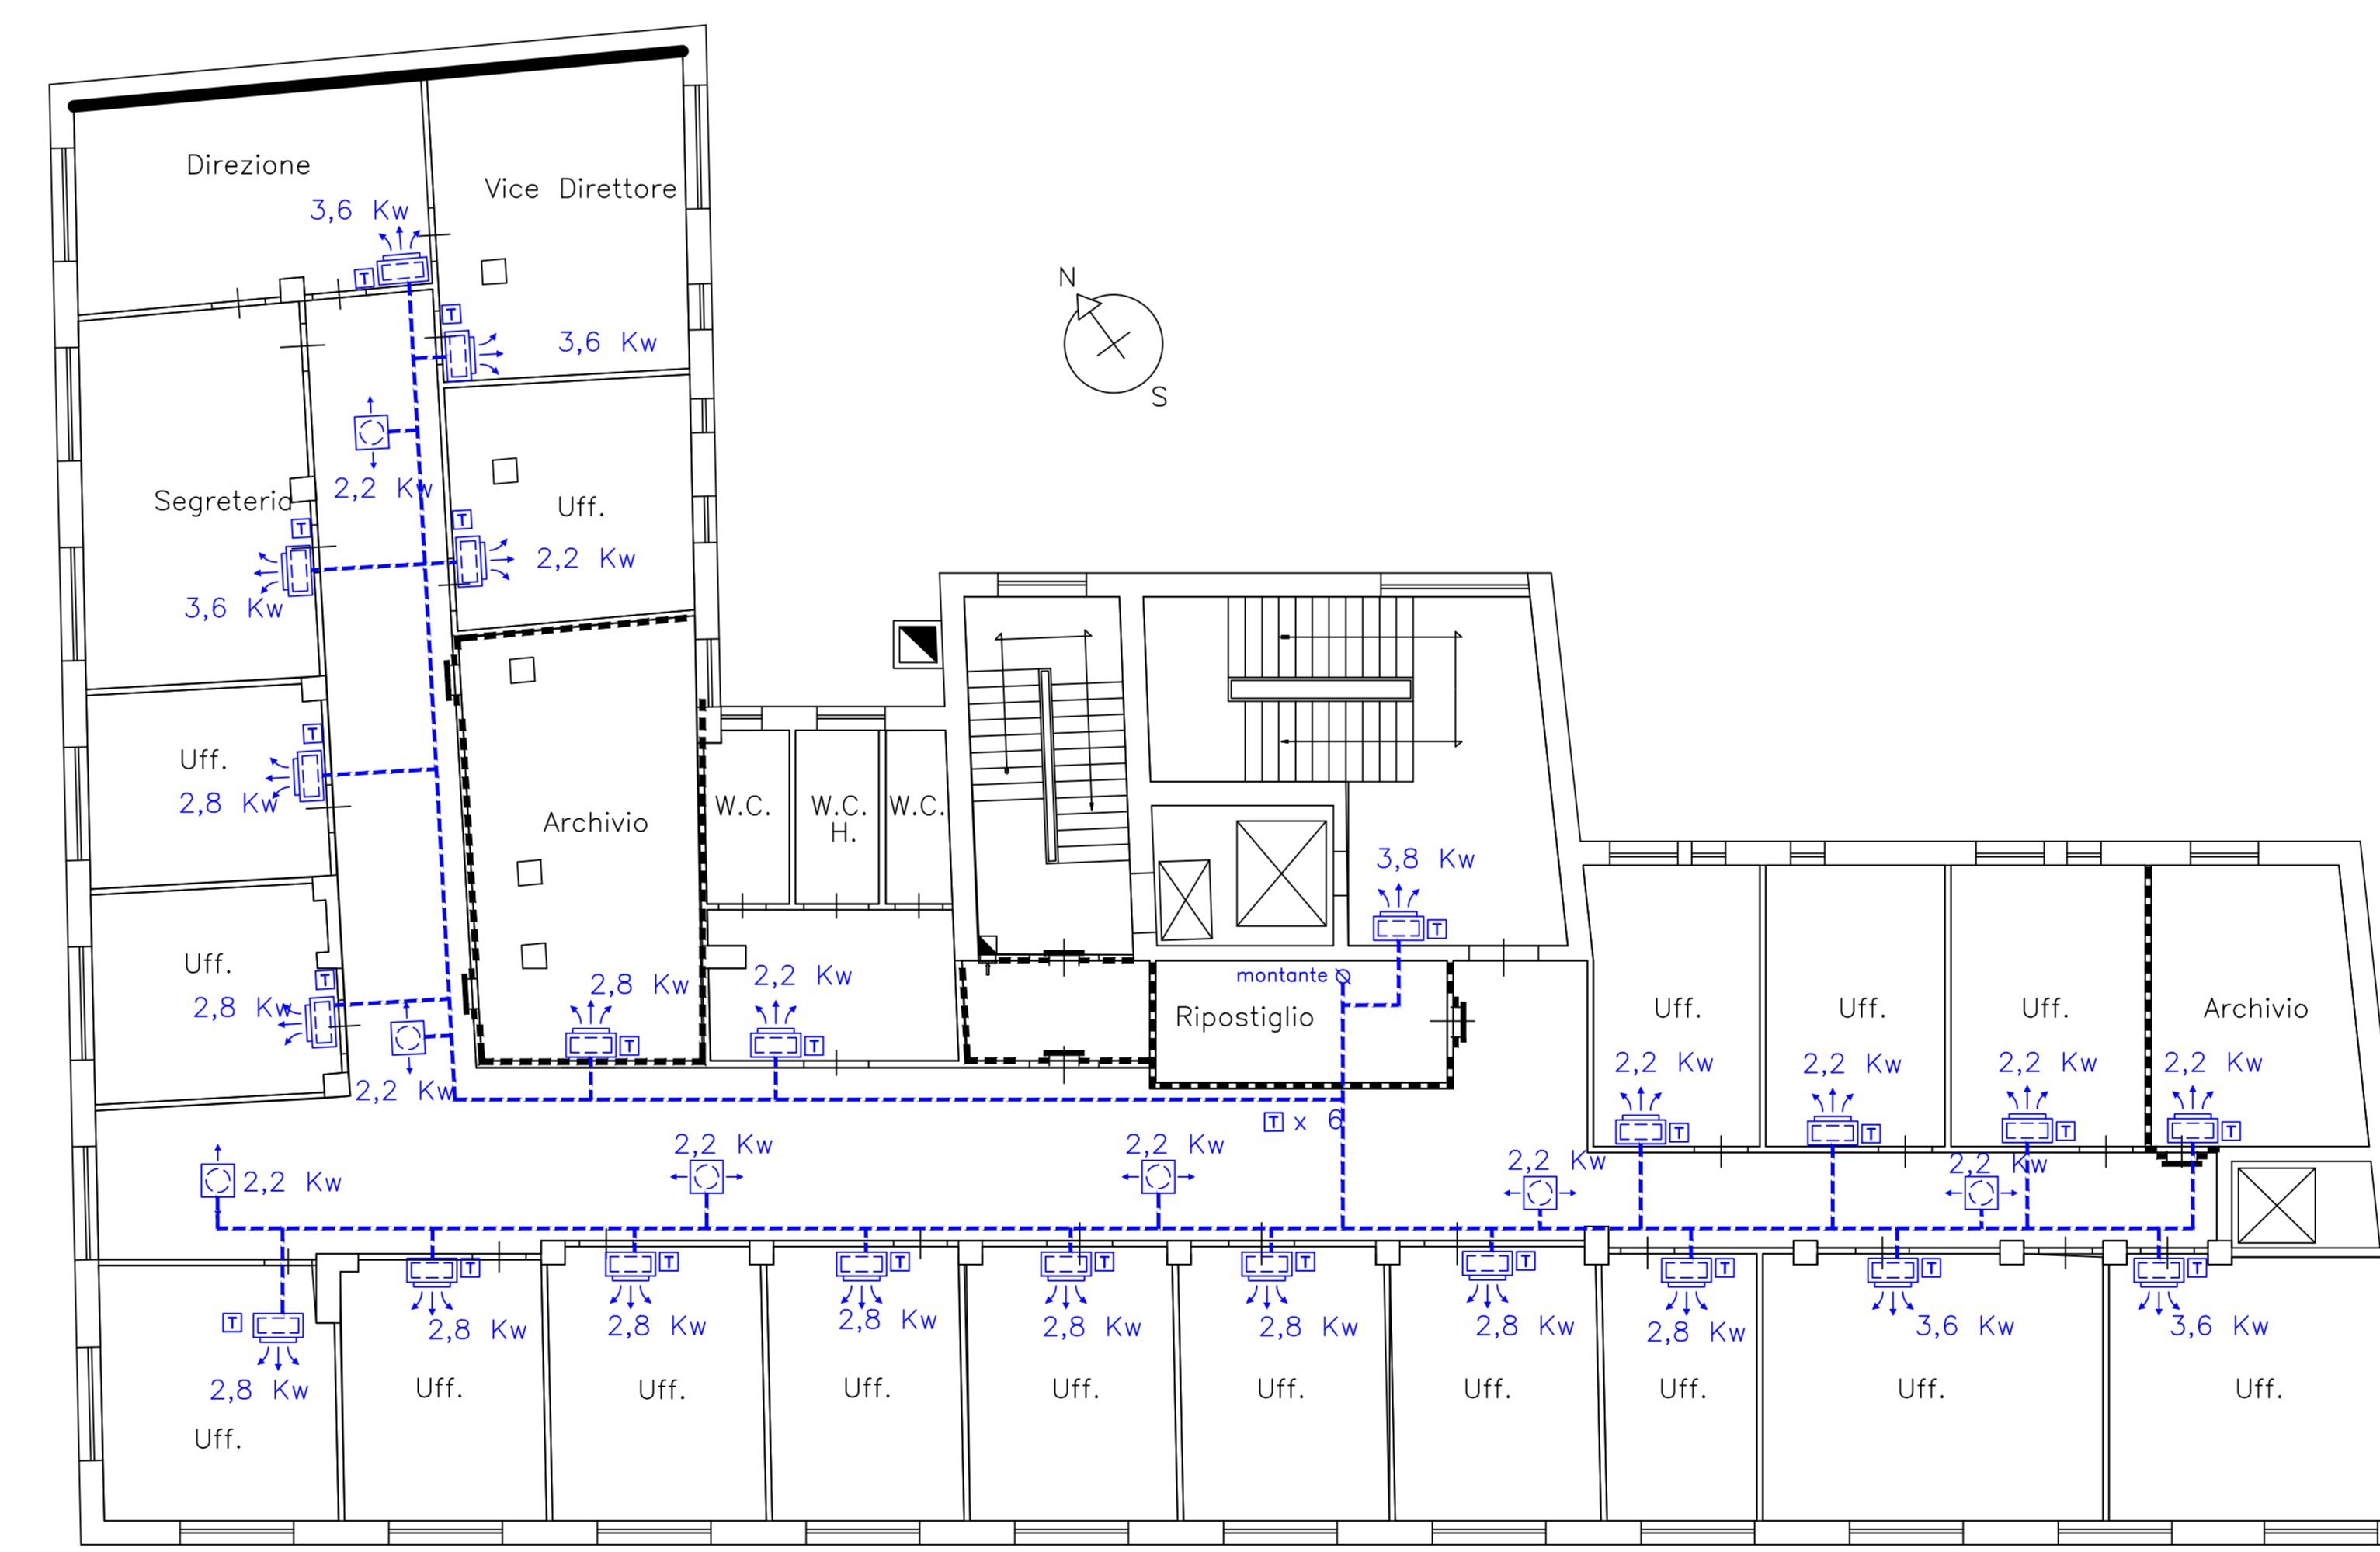 Direzione
3,6 Kw
T
Vice Direttore
T
3,6 Kw
N
S
2,2 Kw
Segreteria
T
3,6 Kw
T
Uff.
2,2 Kw
T
Uff.
2,8 Kw
Uff.
T
2,8 Kw
2,2 Kw
Archivio
2,8 Kw
T
W.C.
W.C.
H.
W.C.
2,2 Kw
T
3,8 Kw
T
montante
Ripostiglio
T x 6
Uff.
2,2 Kw
T
Uff.
2,2 Kw
T
Uff.
2,2 Kw
T
Archivio
2,2 Kw
T
2,2 Kw
2,2 Kw
2,2 Kw
2,2 Kw
2,2 Kw
T
2,8 Kw
Uff.
T
2,8 Kw
Uff.
T
2,8 Kw
Uff.
T
2,8 Kw
Uff.
T
2,8 Kw
Uff.
T
2,8 Kw
Uff.
T
2,8 Kw
Uff.
T
2,8 Kw
Uff.
T
3,6 Kw
Uff.
T
3,6 Kw
Uff.